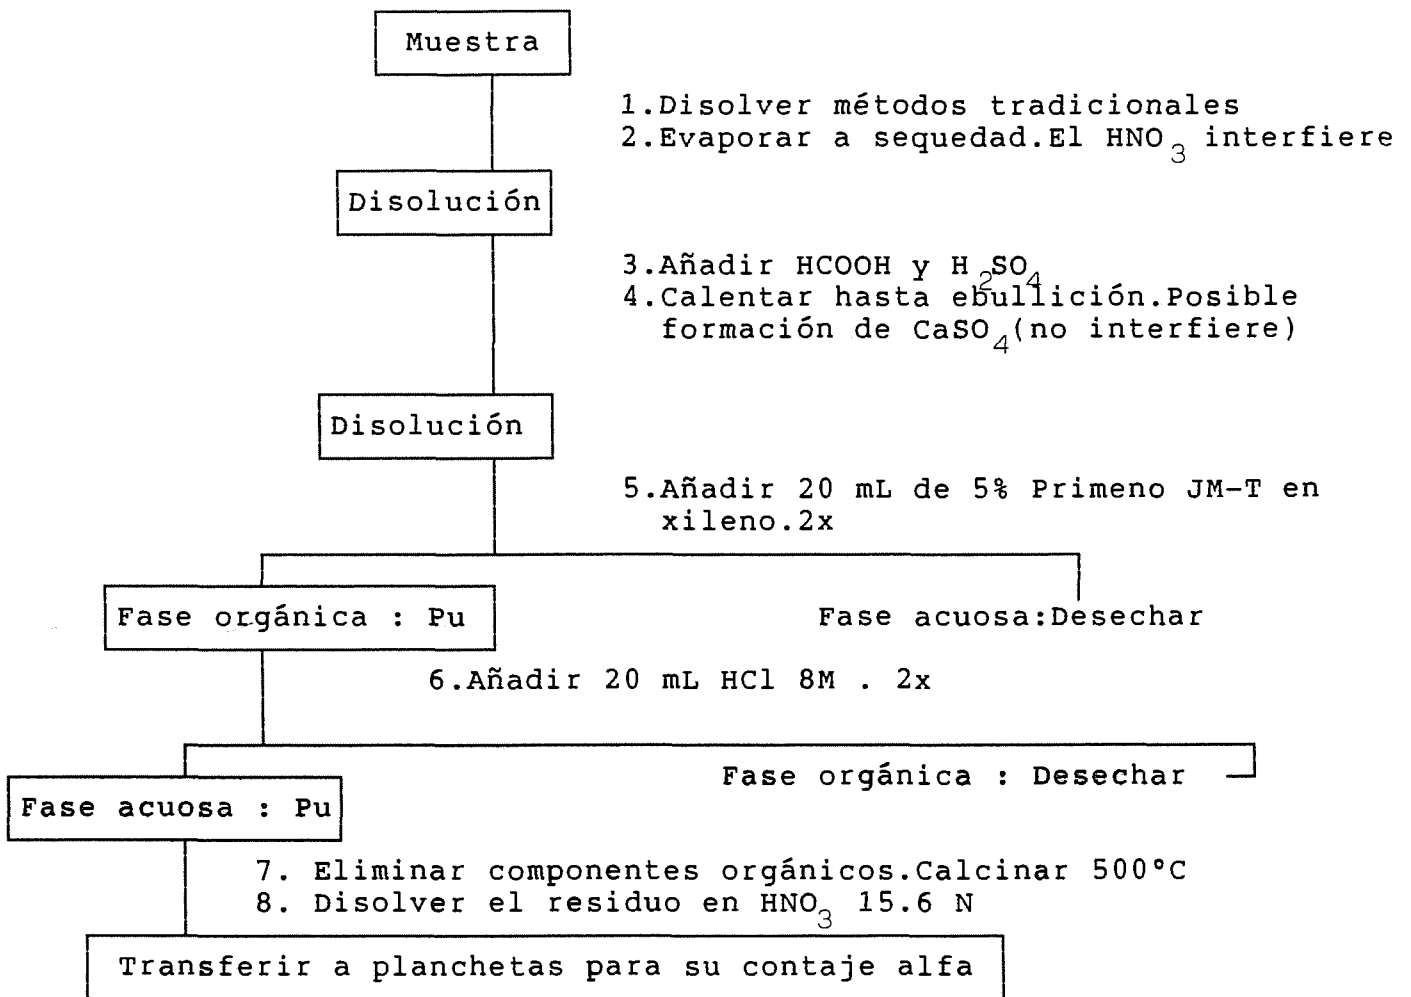 Muestra
1.Disolver métodos tradicionales
2.Evaporar a sequedad.El HNO3 interfiere
Disolución
3.Añadir HCOOH y H2SO4
4.Calentar hasta ebullición.Posible
formación de CaSO4(no interfiere)
Disolución
5.Añadir 20 mL de 5% Primeno JM-T en
xileno.2x
Fase orgánica : Pu
Fase acuosa:Desechar
6.Añadir 20 mL HCl 8M . 2x
Fase orgánica : Desechar
Fase acuosa : Pu
7. Eliminar componentes orgánicos.Calcinar 500°C
8. Disolver el residuo en HNO3 15.6 N
Transferir a planchetas para su contaje alfa